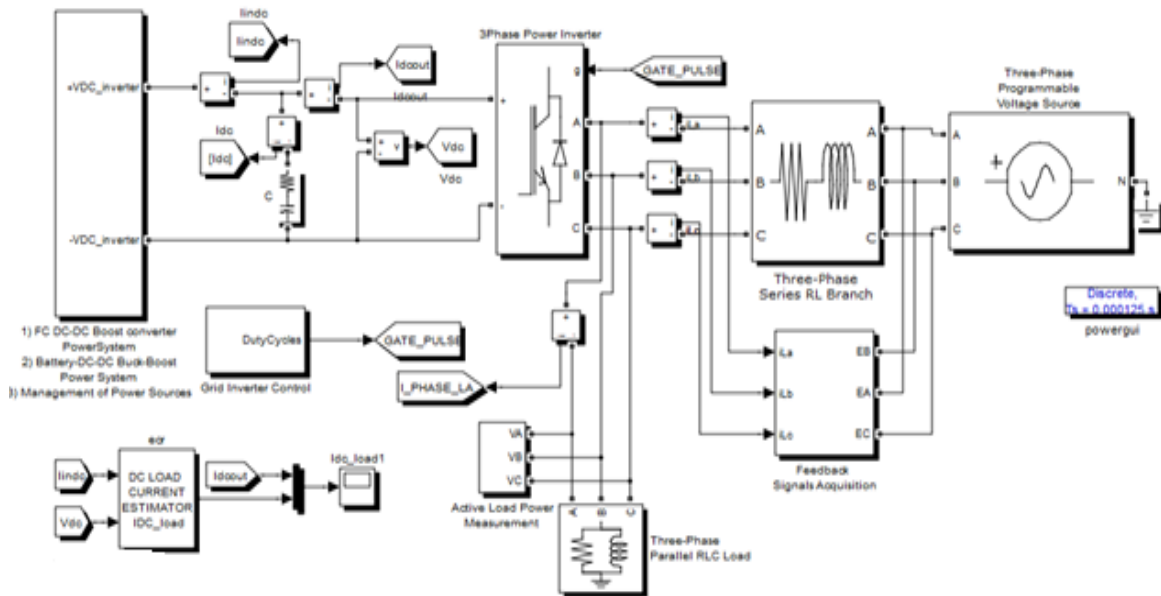 Iindc
Iindc
3Phase Power Inverter
Idcout
GATE_PULSE
Three-Phase
Programmable
Voltage Source
+VDC_inverter
Idcout
g
Idc
[Idc]
Vdc
Vdc
C
-VDC_inverter
A
B
C
iLa
iLb
A
B
C
A
B
C
A
B
C
N
Three-Phase
Series RL Branch
Discrete,
Ts = 0.000125 s.
powergui
1) FC DC-DC Boost converter
PowerSystem
2) Battery-DC-DC Buck-Boost
Power System
3) Management of Power Sources
DutyCycles
Grid Inverter Control
GATE_PULSE
I_PHASE_LA
iLa
iLb
iLc
EB
EA
EC
Feedback
Signals Acquisition
VA
VB
VC
Active Load Power
Measurement
A
B
C
Three-Phase
Parallel RLC Load
Iindc
Vdc
DC LOAD
CURRENT
ESTIMATOR
IDC_load
Idcout
Idc_load1